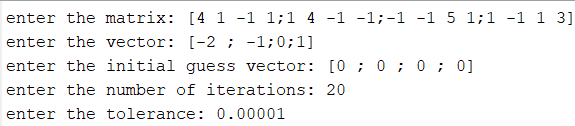 enter the matrix: [4 1 -1 1;1 4 -1 -1;-1 -1 5 1;1 -1 1 3]
enter the vector: [-2 ; -1;0;1]
enter the initial guess vector: [0 ; 0 ; 0 ; 0]
enter the number of iterations: 20
enter the tolerance: 0.00001